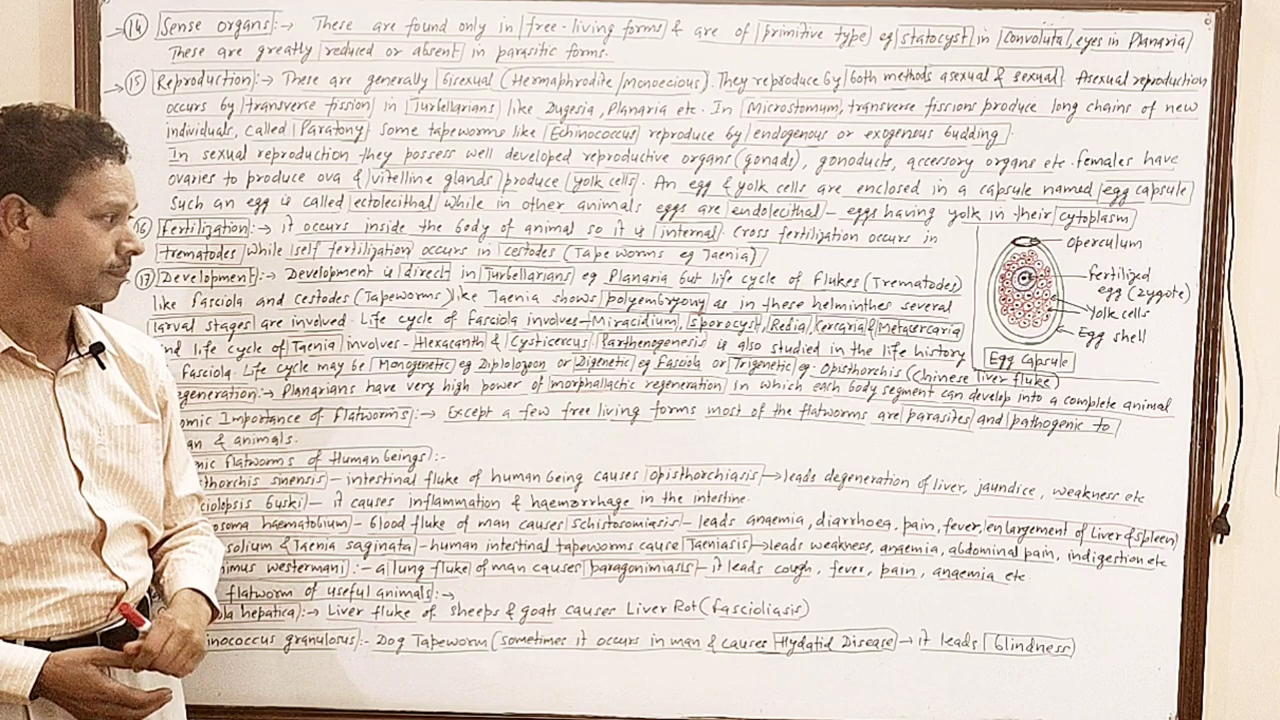 (14) Sense organs:→ These are found only in free-living forms & are of primitive type eg statocyst in Convoluta, eyes in Planaria
These are greatly reduced or absent in parasitic forms.
(15) Reproduction:→ These are generally bisexual (Hermaphrodite/monoecious). They reproduce by both methods asexual & sexual. Asexual reproduction
occurs by transverse fission in Turbellarians like Dugesia, Planaria etc. In Microstomum, transverse fissions produce long chains of new
individuals, called Paratony some tapeworms like Echinococcus reproduce by endogenous or exogenous budding.
In sexual reproduction they possess well developed reproductive organs (gonads), gonoducts, accessory organs etc. females have
ovaries to produce ova & vitelline glands produce yolk cells. An egg & yolk cells are enclosed in a capsule named egg capsule
Such an egg is called ectolecithal while in other animals eggs are endolecithal - eggs having yolk in their cytoplasm
16) Fertilization:→ it occurs inside the body of animal so it is internal. Cross fertilization occurs in
trematodes while self fertilization occurs in cestodes (Tapeworms eg Taenia)
17) Development:→ Development is direct in Turbellarians eg Planaria but life cycle of Flukes (Trematodes)
like fasciola and cestodes (Tapeworms) like Taenia shows polyembryony as in these helminthes several
larval stages are involved. Life cycle of fasciola involves - Miracidium, Sporocyst, Redia, Cercaria & Metacercaria
nd life cycle of Taenia involves - Hexacanth & Cysticercus Parthenogenesis is also studied in the life history
Fasciola. Life cycle may be Monogenetic eg Diplolozoon or Digenetic eg Fasciola or Trigenetic eg. Opisthorchis (Chinese liver fluke)
egeneration:→ Planarians have very high power of morphallactic regeneration in which each body segment can develop into a complete animal
omic Importance of Flatworms:→ Except a few free living forms most of the flatworms are parasites and pathogenic to
an & animals.
nic flatworms of Human beings:-
thorchis sinensis - intestinal fluke of human being causes opisthorchiasis → leads degeneration of liver, jaundice, weakness etc
ciolopsis buski - it causes inflammation & haemorrhage in the intestine.
osoma haematobium - blood fluke of man causes schistosomiasis - leads anaemia, diarrhoea, pain, fever, enlargement of Liver & spleen
solium & Taenia saginata - human intestinal tapeworms cause Taeniasis → leads weakness, anaemia, abdominal pain, indigestion etc
imus westermani:- a lung fluke of man causes paragonimiasis - it leads cough, fever, pain, anaemia etc
flatworm of useful animals:→
ola hepatica:→ Liver fluke of sheeps & goats causes Liver Rot (fascioliasis)
inococcus granulosus:- Dog Tapeworm (sometimes it occurs in man & causes Hydatid Disease → it leads blindness)
operculum
fertilized
egg (zygote)
Yolk cells
Egg shell
Egg Capsule